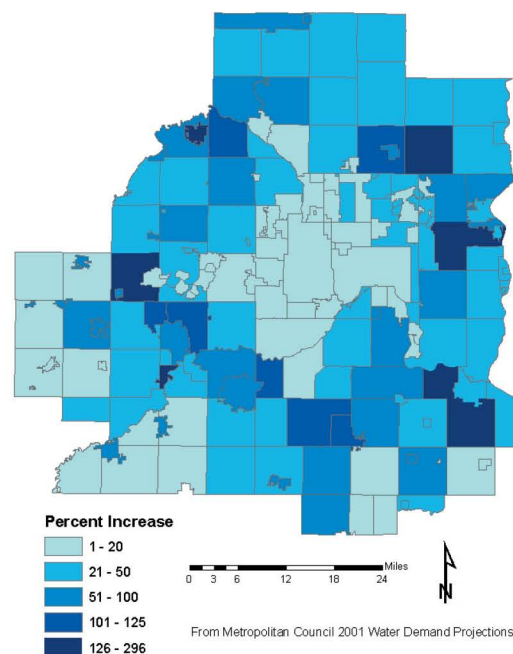 Percent Increase
1 - 20
21 - 50
51 - 100
101 - 125
126 - 296
Miles
0 3 6 12 18 24
N
From Metropolitan Council 2001 Water Demand Projections